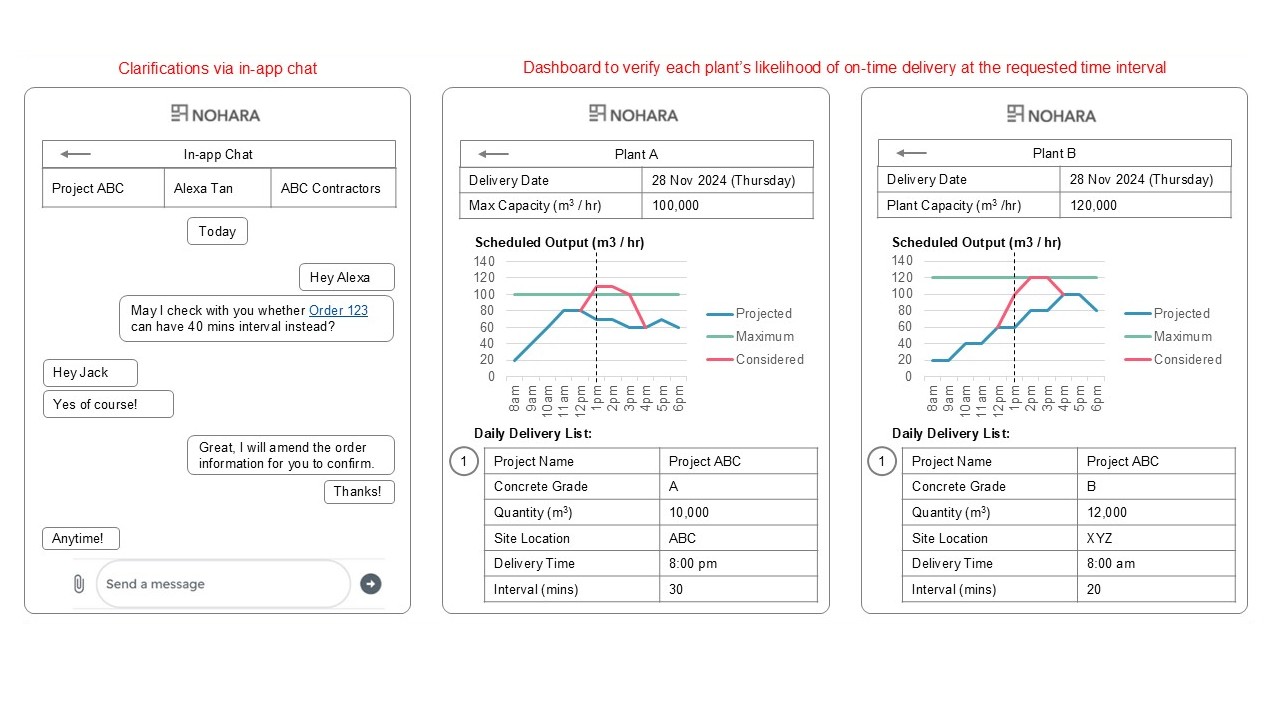 Clarifications via in-app chat
Dashboard to verify each plant's likelihood of on-time delivery at the requested time interval
NOHARA
In-app Chat
Project ABC
Alexa Tan
ABC Contractors
Today
Hey Alexa
May I check with you whether Order 123
can have 40 mins interval instead?
Hey Jack
Yes of course!
Great, I will amend the order
information for you to confirm.
Thanks!
Anytime!
Send a message
NOHARA
Plant A
Delivery Date
28 Nov 2024 (Thursday)
Max Capacity (m³ / hr)
100,000
Scheduled Output (m3 / hr)
140
120
100
80
60
40
20
0
8am
9am
10am
11am
12pm
1pm
2pm
3pm
4pm
5pm
6pm
Projected
Maximum
Considered
Daily Delivery List:
1
Project Name
Project ABC
Concrete Grade
A
Quantity (m³)
10,000
Site Location
ABC
Delivery Time
8:00 pm
Interval (mins)
30
NOHARA
Plant B
Delivery Date
28 Nov 2024 (Thursday)
Plant Capacity (m³ /hr)
120,000
Scheduled Output (m3 / hr)
140
120
100
80
60
40
20
0
8am
9am
10am
11am
12pm
1pm
2pm
3pm
4pm
5pm
6pm
Projected
Maximum
Considered
Daily Delivery List:
1
Project Name
Project ABC
Concrete Grade
B
Quantity (m³)
12,000
Site Location
XYZ
Delivery Time
8:00 am
Interval (mins)
20